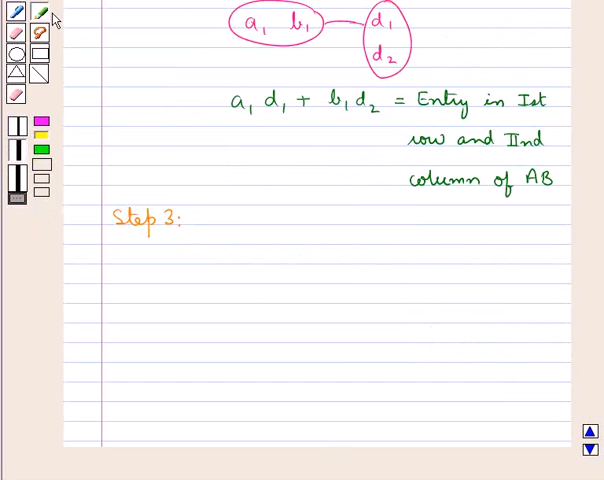 a₁ b₁ d₁
d₂
a₁ d₁ + b₁ d₂ = Entry in Ist
row and IInd
column of AB
Step 3: